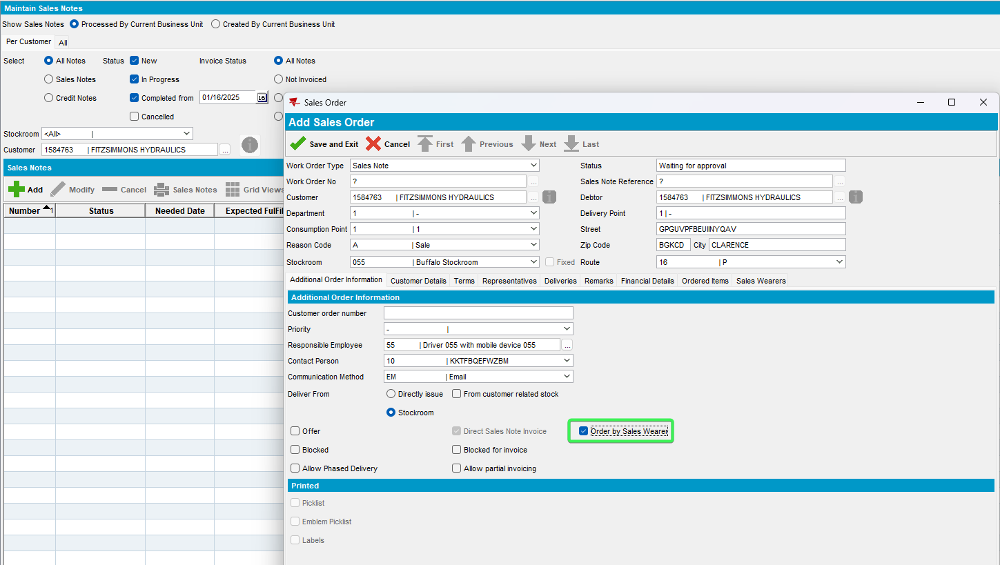 Maintain Sales Notes
Show Sales Notes Processed By Current Business Unit Created By Current Business Unit
Per Customer All
Select All Notes Status New Invoice Status All Notes
Sales Notes In Progress Not Invoiced
Credit Notes Completed from 01/16/2025 16
Cancelled
Stockroom <All> |
Customer 1584763 | FITZSIMMONS HYDRAULICS ... i
Sales Notes
Add Modify Cancel Sales Notes Grid Views
Number 1 Status Needed Date Expected FulFil
Sales Order
Add Sales Order
Save and Exit Cancel First Previous Next Last
Work Order Type Sales Note Status Waiting for approval
Work Order No ? ... Sales Note Reference ? ...
Customer 1584763 | FITZSIMMONS HYDRAULICS ... i Debtor 1584763 | FITZSIMMONS HYDRAULICS ... i
Department 1 | - Delivery Point 1 | -
Consumption Point 1 | 1 Street GPGUVPFBEUIINYQAV
Reason Code A | Sale Zip Code BGKCD City CLARENCE
Stockroom 055 | Buffalo Stockroom Fixed Route 16 | P
Additional Order Information Customer Details Terms Representatives Deliveries Remarks Financial Details Ordered Items Sales Wearers
Additional Order Information
Customer order number
Priority - |
Responsible Employee 55 | Driver 055 with mobile device 055 ...
Contact Person 10 | KKTFBQEFWZBM
Communication Method EM | Email
Deliver From Directly issue From customer related stock
Stockroom
Offer Direct Sales Note Invoice Order by Sales Wearer
Blocked Blocked for invoice
Allow Phased Delivery Allow partial invoicing
Printed
Picklist
Emblem Picklist
Labels